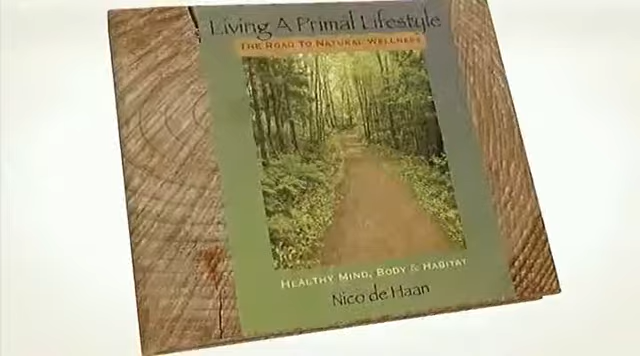 Living A Primal Lifestyle
The Road To Natural Wellness
Healthy Mind, Body & Habitat
Nico de Haan